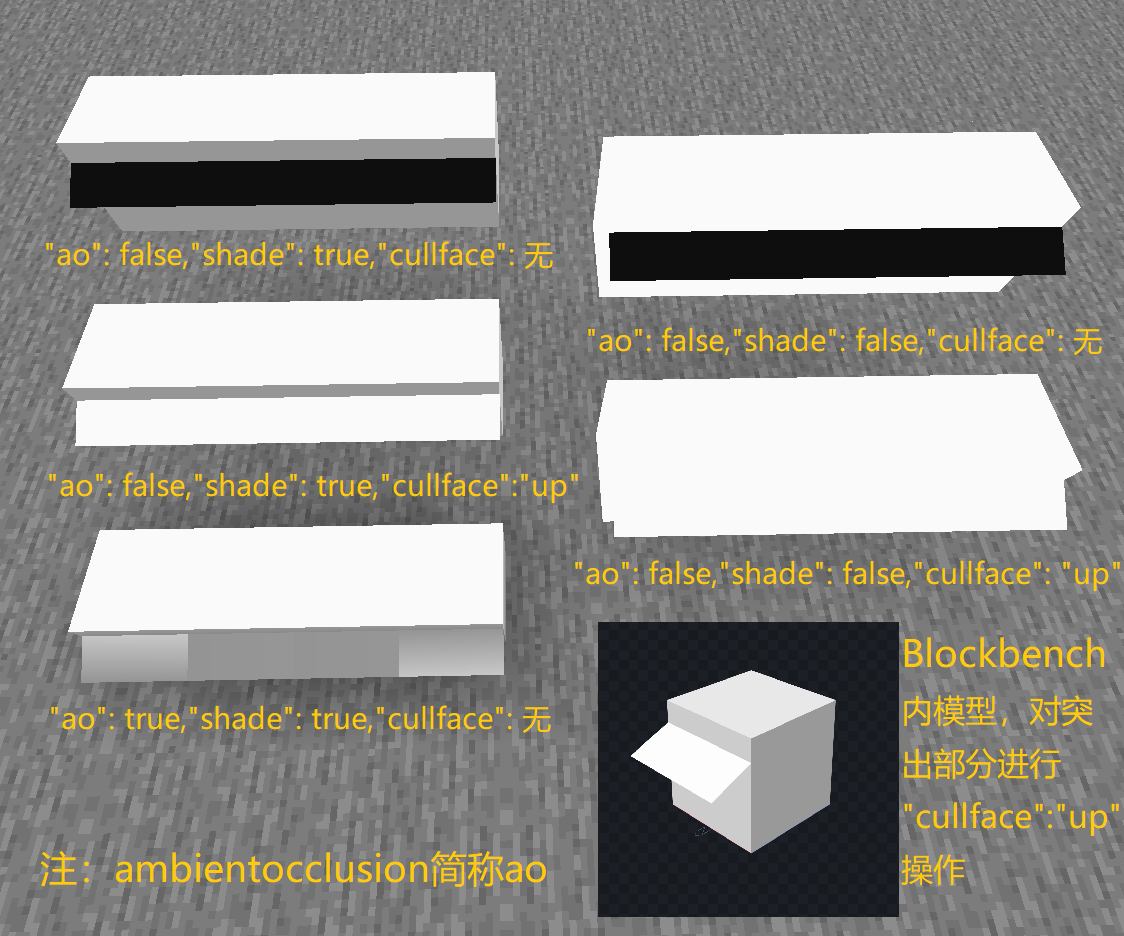 "ao": false,"shade": true,"cullface": 无
"ao": false,"shade": false,"cullface": 无
"ao": false,"shade": true,"cullface":"up"
"ao": false,"shade": false,"cullface": "up"
"ao": true,"shade": true,"cullface": 无
Blockbench
内模型，对突
出部分进行
"cullface":"up"
操作
注：ambientocclusion简称ao